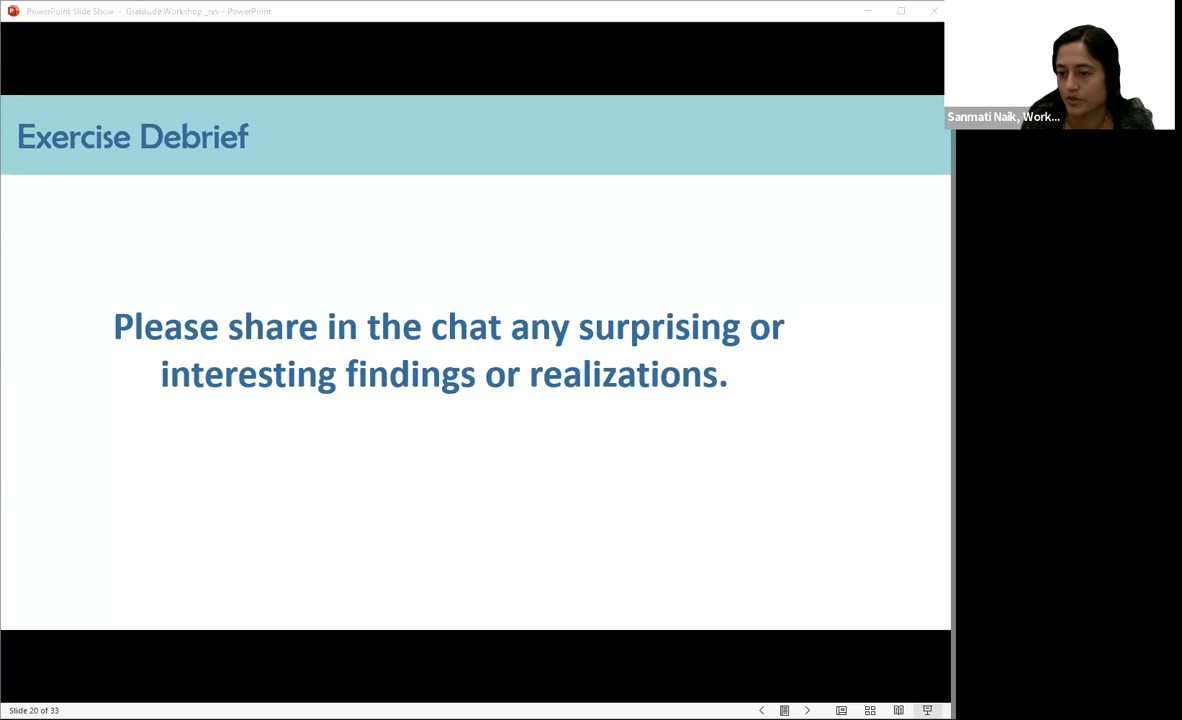 PowerPoint Slide Show - Gratitude Workshop _rev - PowerPoint
Sanmati Naik, Work...
Exercise Debrief
Please share in the chat any surprising or
interesting findings or realizations.
Slide 20 of 33